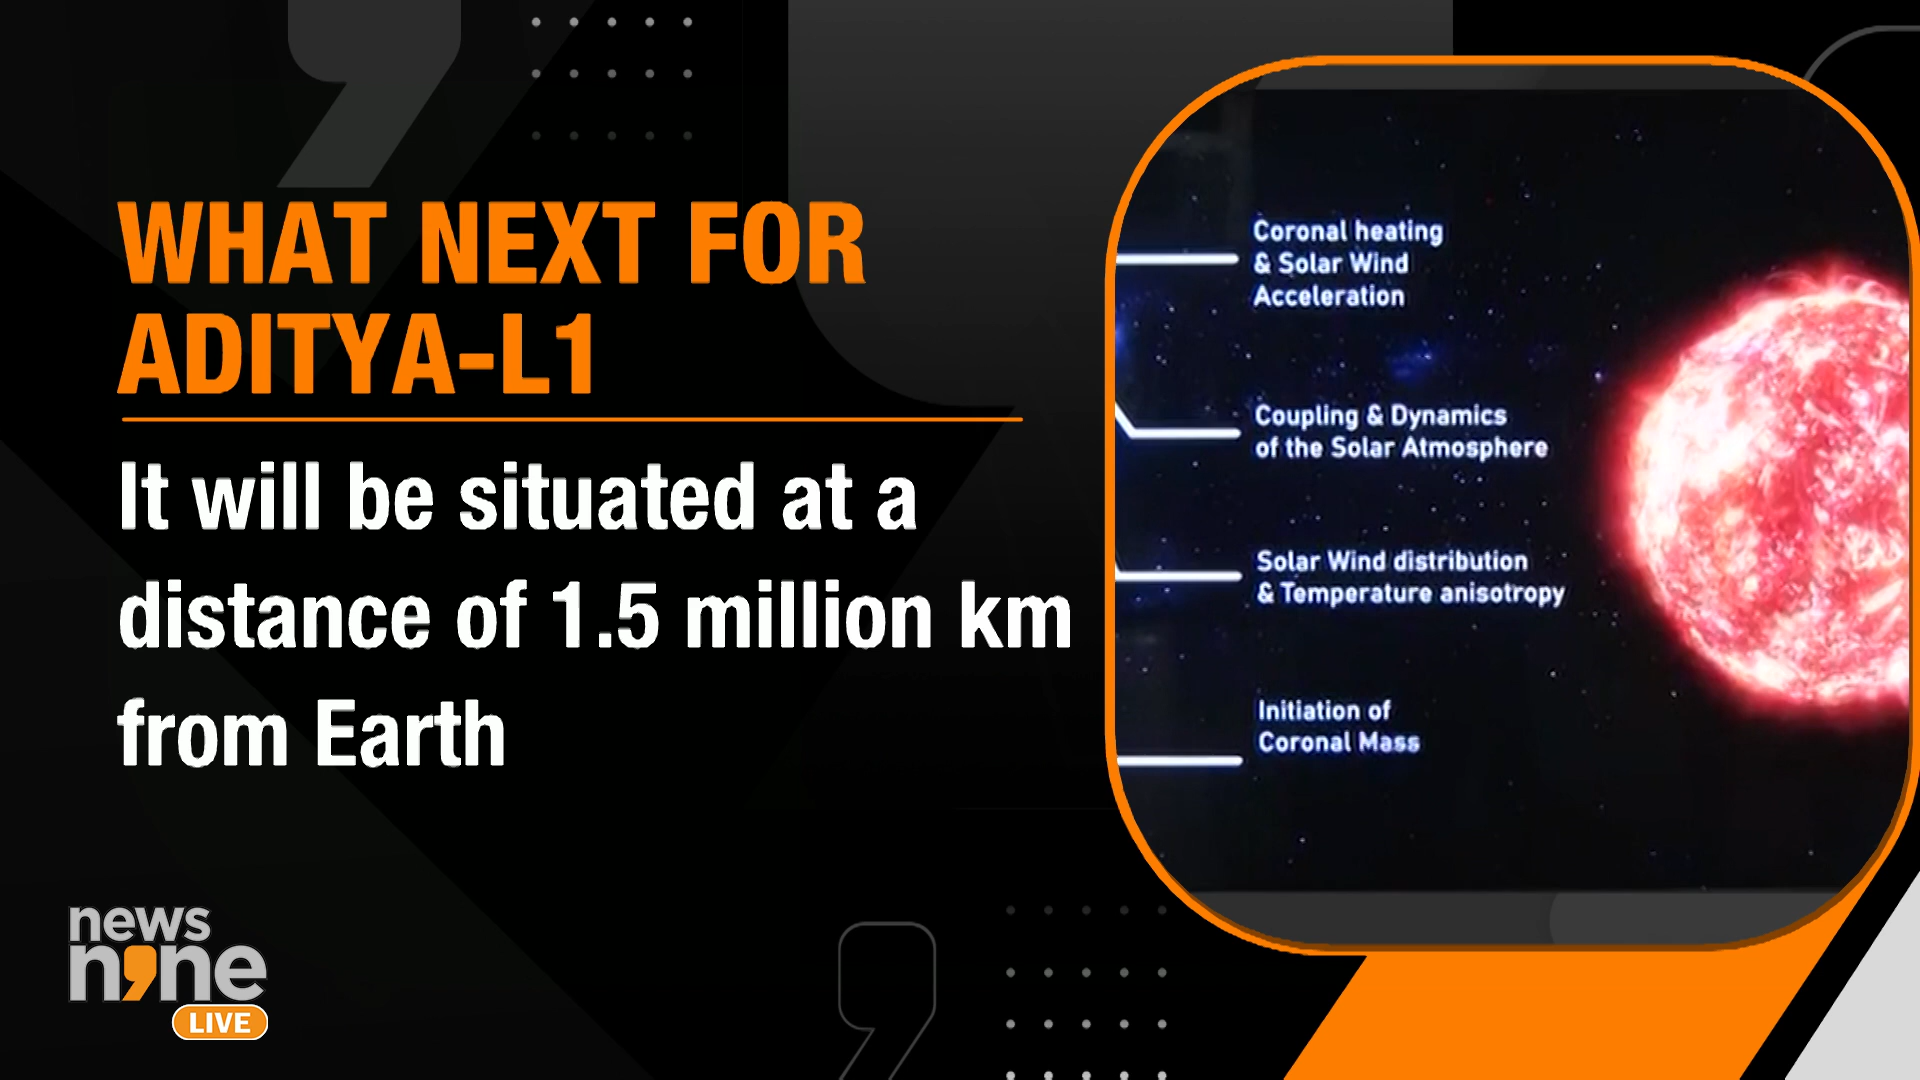 WHAT NEXT FOR
ADITYA-L1
It will be situated at a
distance of 1.5 million km
from Earth
Coronal heating
& Solar Wind
Acceleration
Coupling & Dynamics
of the Solar Atmosphere
Solar Wind distribution
& Temperature anisotropy
Initiation of
Coronal Mass
news
n9ne
LIVE